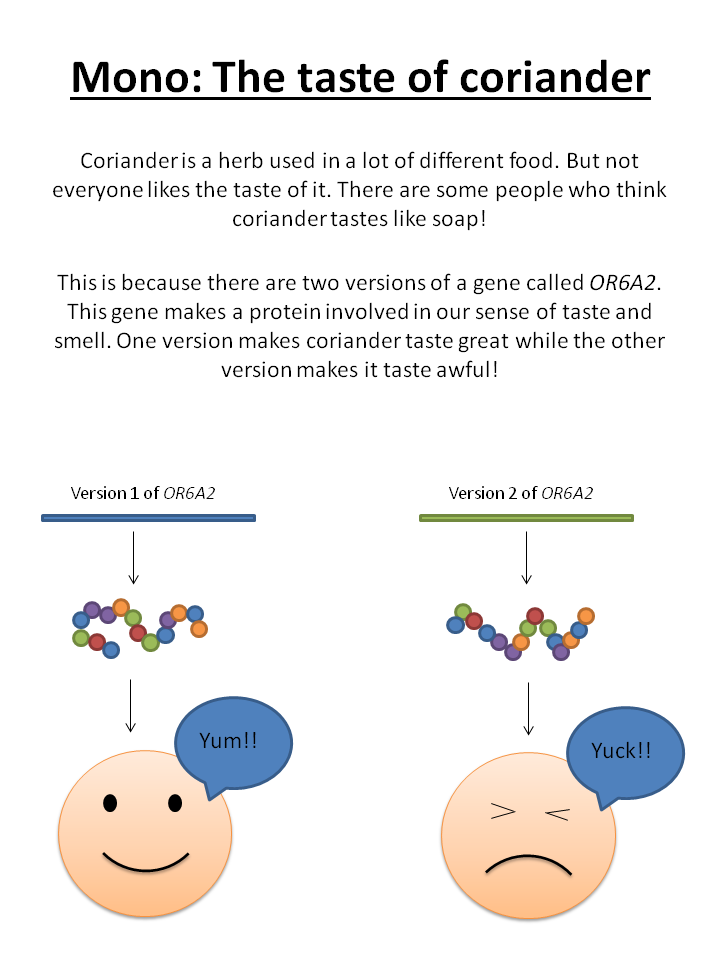 Mono: The taste of coriander
Coriander is a herb used in a lot of different food. But not
everyone likes the taste of it. There are some people who think
coriander tastes like soap!
This is because there are two versions of a gene called OR6A2.
This gene makes a protein involved in our sense of taste and
smell. One version makes coriander taste great while the other
version makes it taste awful!
Version 1 of OR6A2
Version 2 of OR6A2
Yum!!
Yuck!!